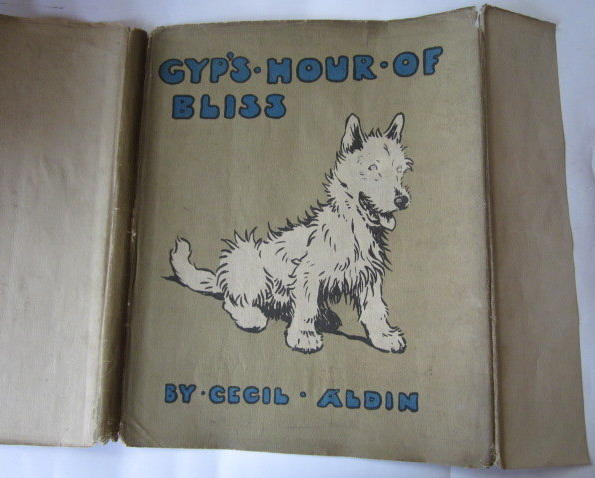 GYP'S · HOUR · OF
BLISS
BY · CECIL · ALDIN